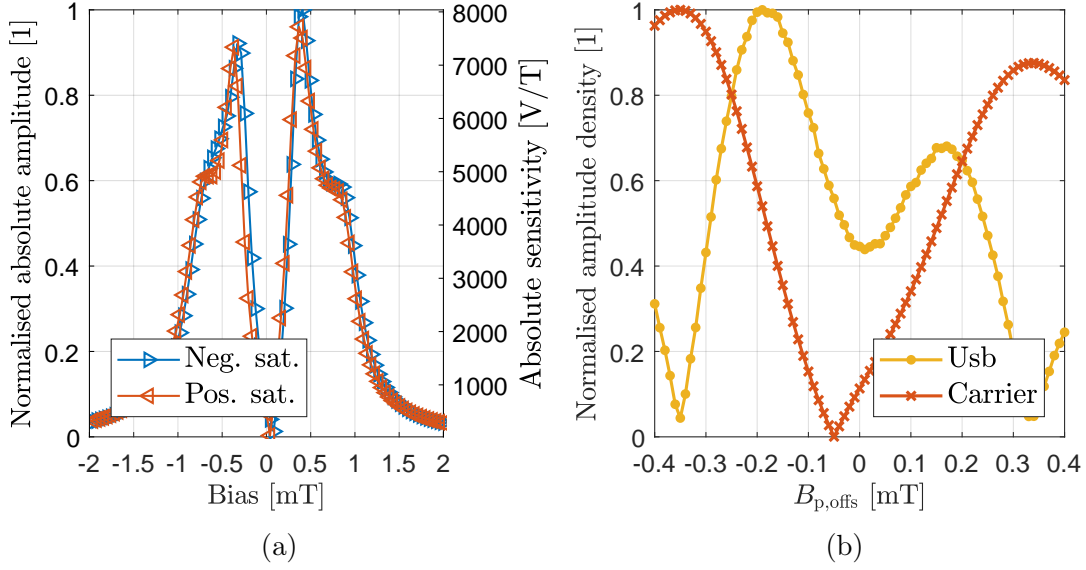 Normalised absolute amplitude [1]
1
0.8
0.6
0.4
0.2
0
-2 -1.5 -1 -0.5 0 0.5 1 1.5 2
Bias [mT]
Neg. sat.
Pos. sat.
8000
7000
6000
5000
4000
3000
2000
1000
Absolute sensitivity [V/T]
(a)
Normalised amplitude density [1]
1
0.8
0.6
0.4
0.2
0
-0.4 -0.3 -0.2 -0.1 0 0.1 0.2 0.3 0.4
B_{p,offs} [mT]
Usb
Carrier
(b)